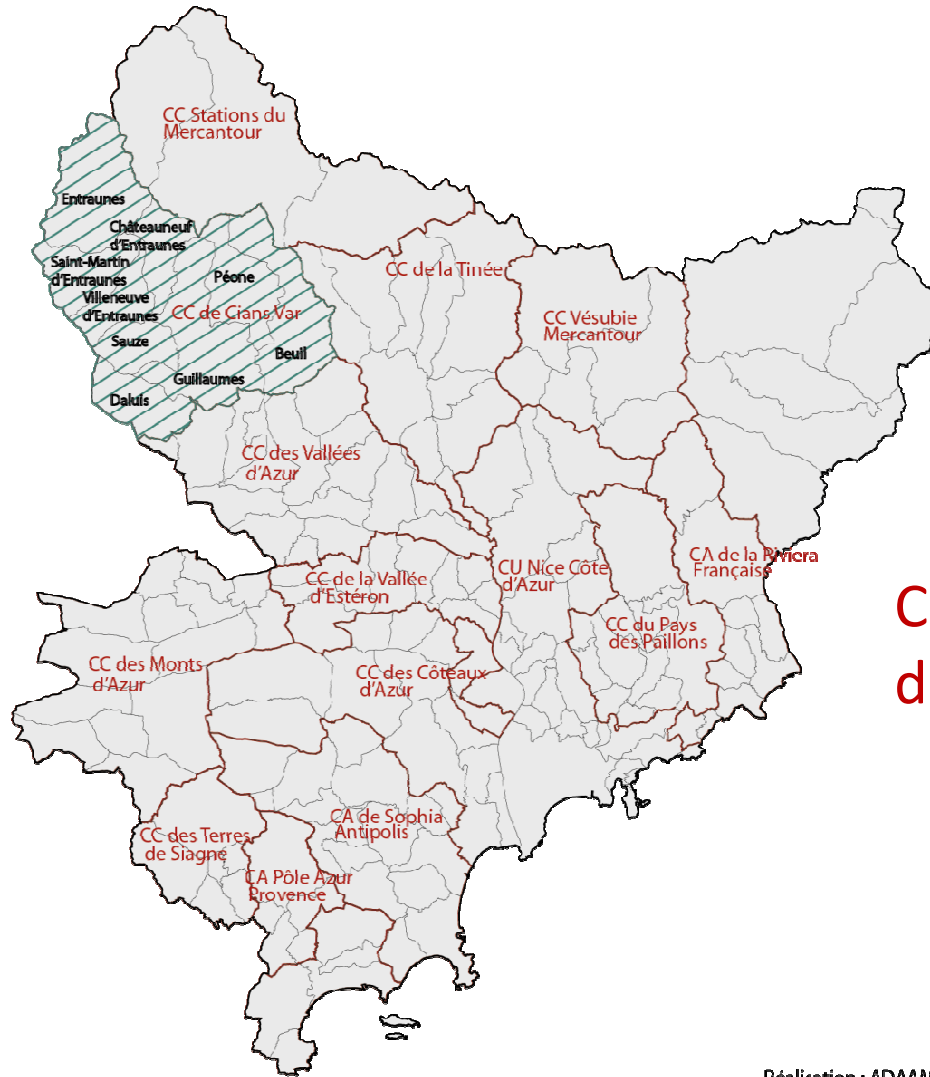 CC Stations du
Mercantour
Entraunes
Châteauneuf
d'Entraunes
Saint-Martin
d'Entraunes
Péone
Villeneuve
d'Entraunes
CC de Cians Var
Sauze
Beuil
Guillaumes
Daluis
CC de la Tinée
CC Vésubie
Mercantour
CC des Vallées
d'Azur
CC de la Vallée
d'Estéron
CU Nice Côte
d'Azur
CA de la Riviera
Française
CC du Pays
des Paillons
C
d
CC des Monts
d'Azur
CC des Côteaux
d'Azur
CA de Sophia
Antipolis
CC des Terres
de Siagne
CA Pôle Azur
Provence
Réalisation : ADAAM